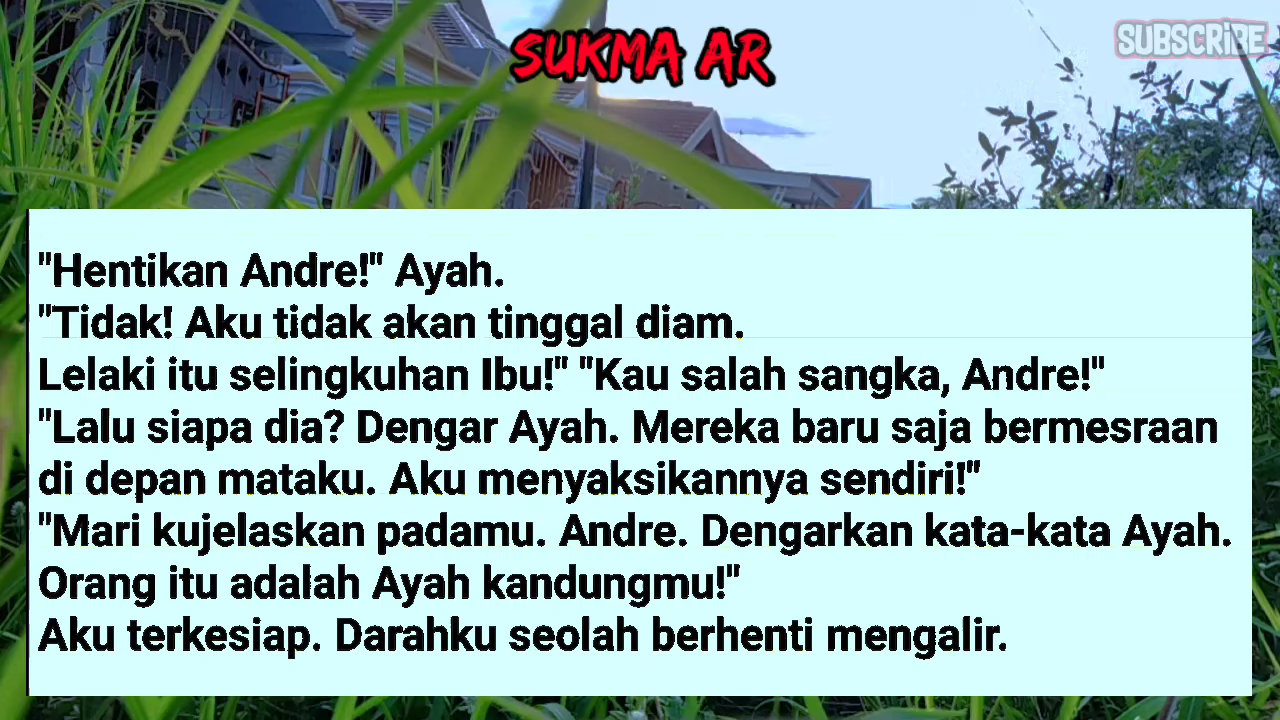 SUKMA AR
SUBSCRiBE
"Hentikan Andre!" Ayah.
"Tidak! Aku tidak akan tinggal diam.
Lelaki itu selingkuhan Ibu!" "Kau salah sangka, Andre!"
"Lalu siapa dia? Dengar Ayah. Mereka baru saja bermesraan
di depan mataku. Aku menyaksikannya sendiri!"
"Mari kujelaskan padamu. Andre. Dengarkan kata-kata Ayah.
Orang itu adalah Ayah kandungmu!"
Aku terkesiap. Darahku seolah berhenti mengalir.